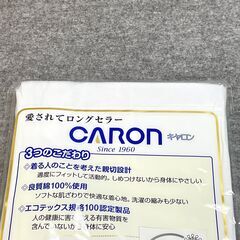 愛されてロングセラー
CARON キャロン
Since 1960
3つのこだわり
着る人のことを考えた親切設計
適度にフィットして活動的。しめつけないから身体にやさしい
良質綿100%使用
ソフトな肌ざわりで快適な着心地。洗濯の縮みも少ない
エコテックス規格100認定製品
人の健康に害を与える有害物質を
含んでいないから身体に安心